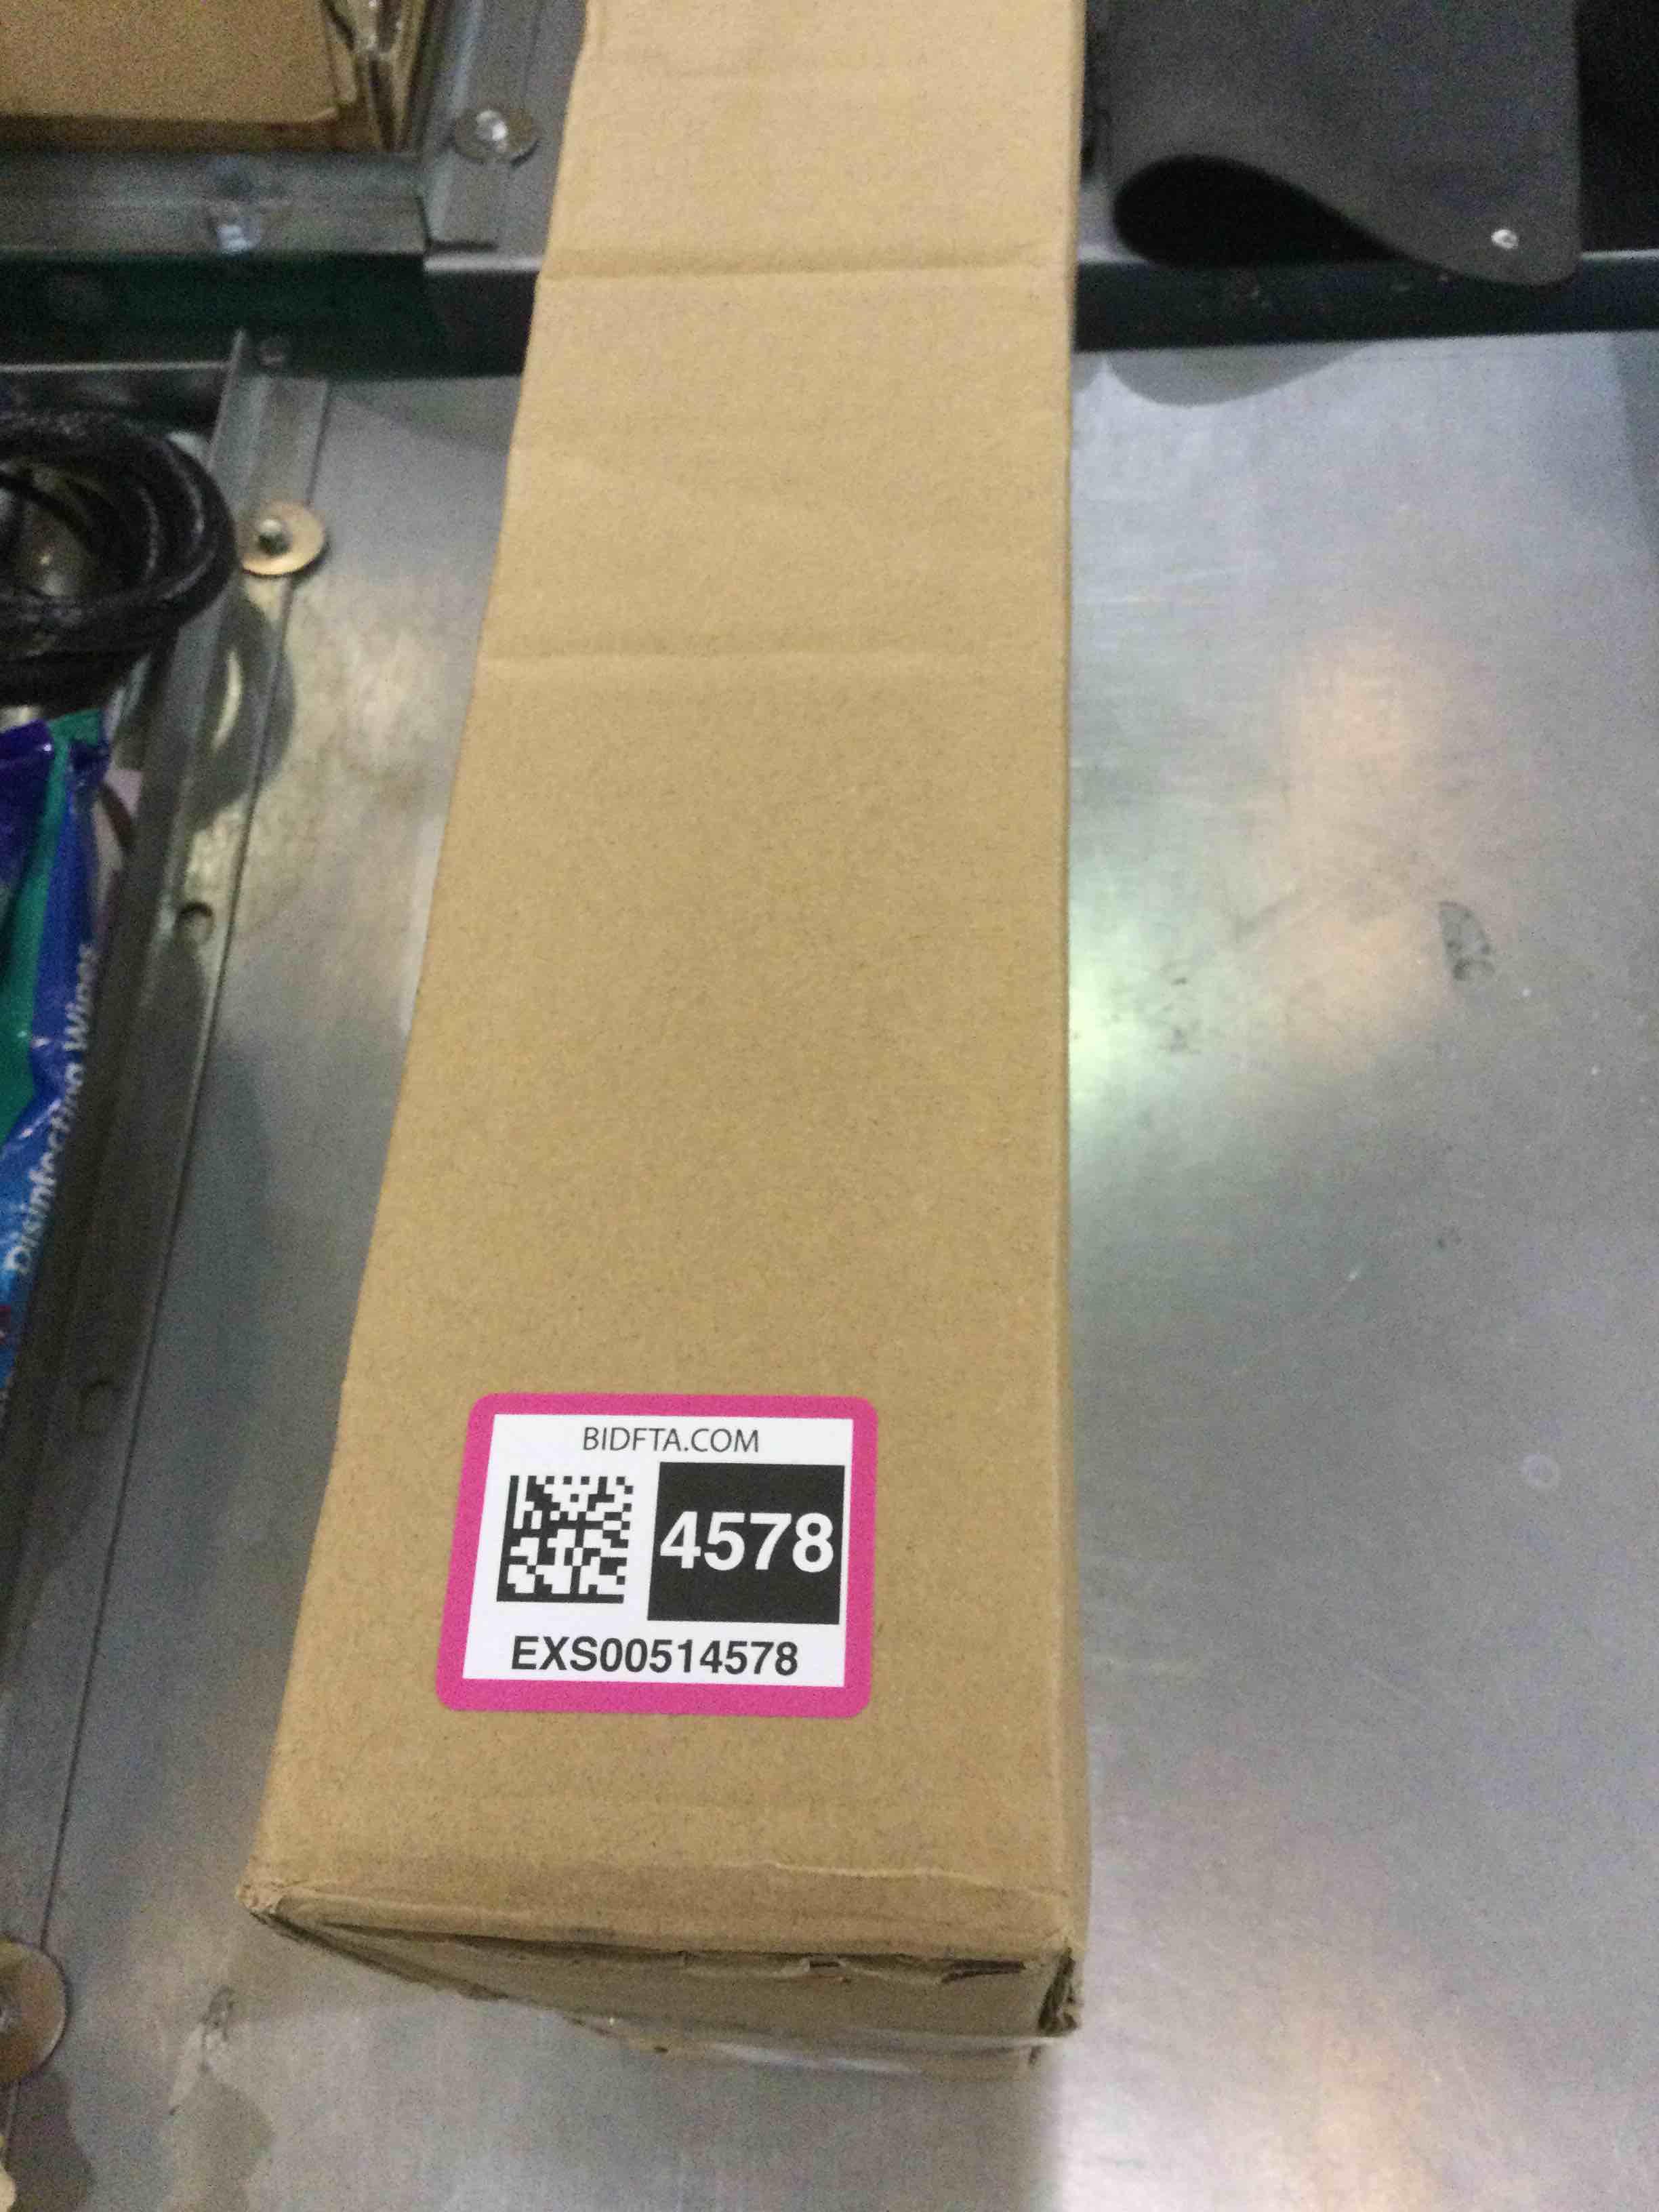 BIDFTA.COM
4578
EXS00514578
Disinfecting Wipes